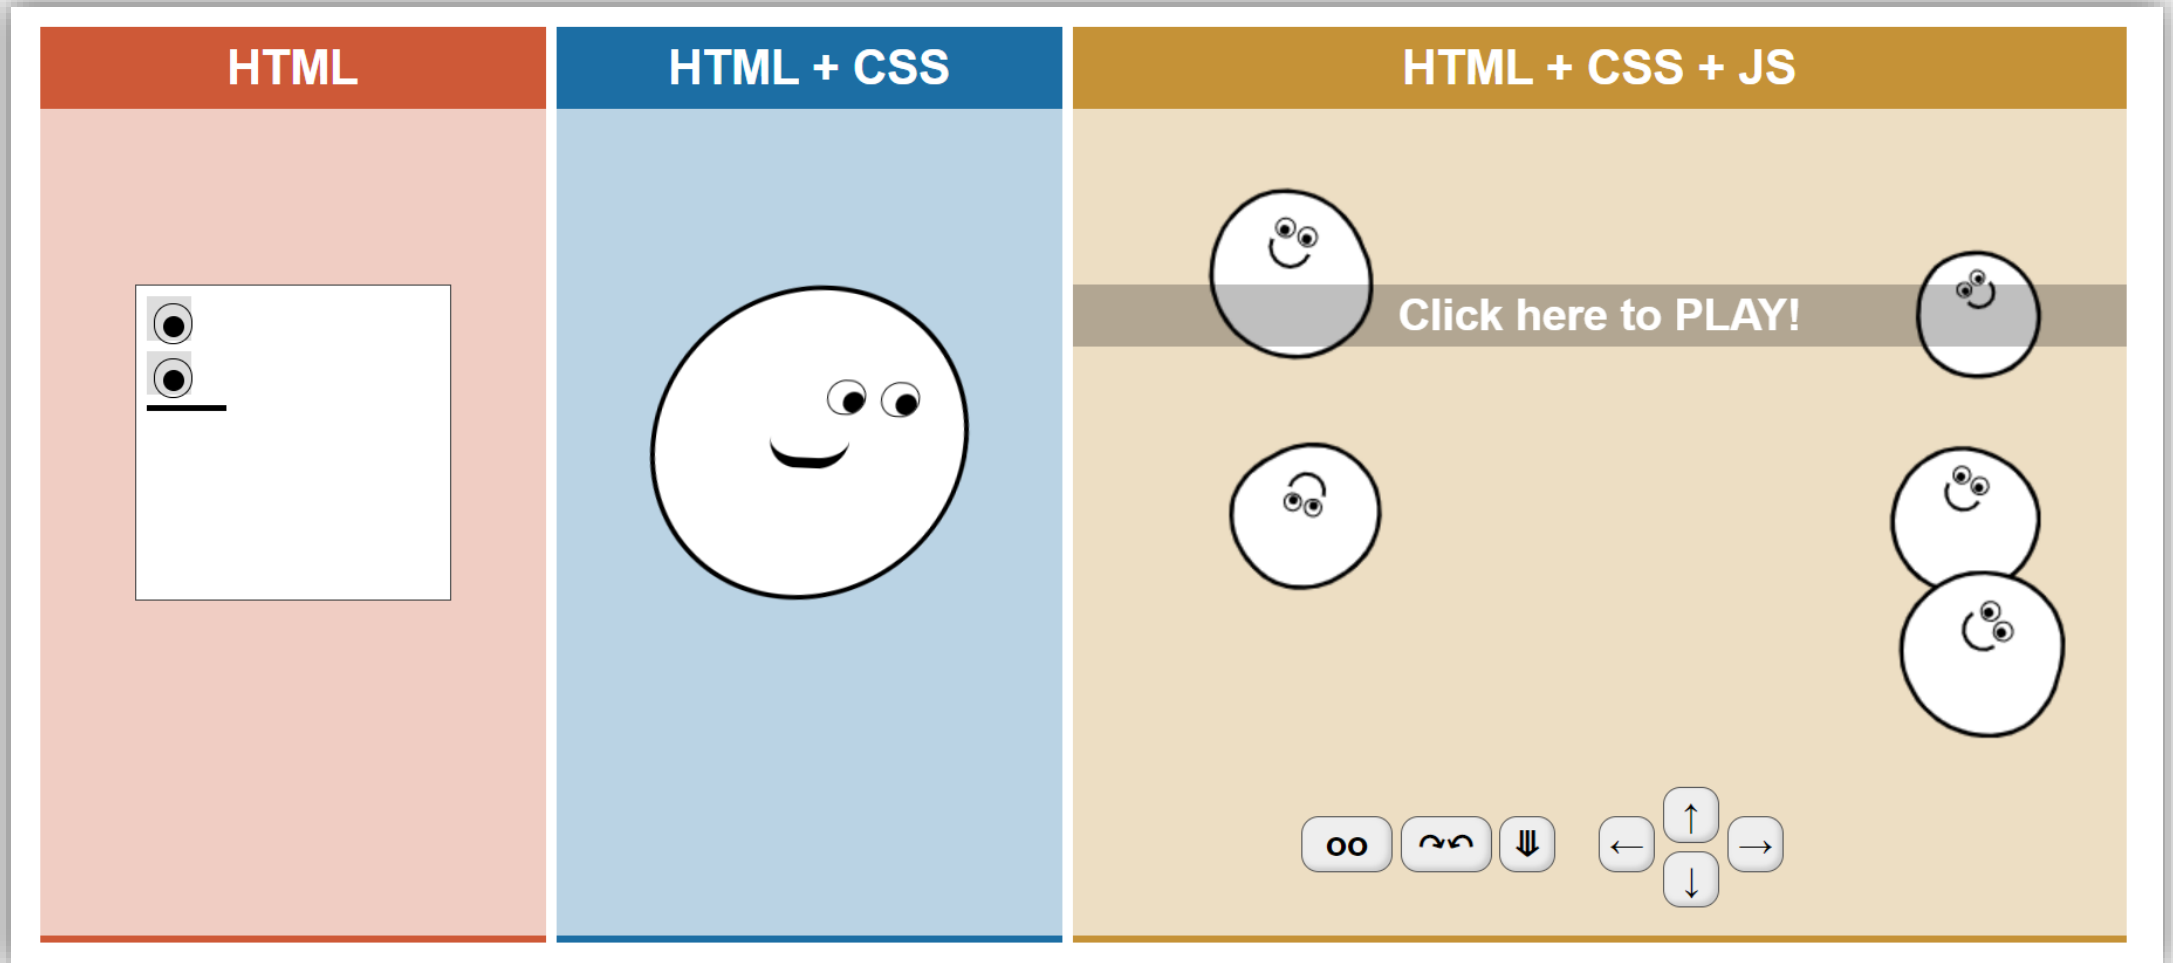 HTML
HTML + CSS
HTML + CSS + JS
Click here to PLAY!
oo
↷↶
⤋
←
↑
↓
→